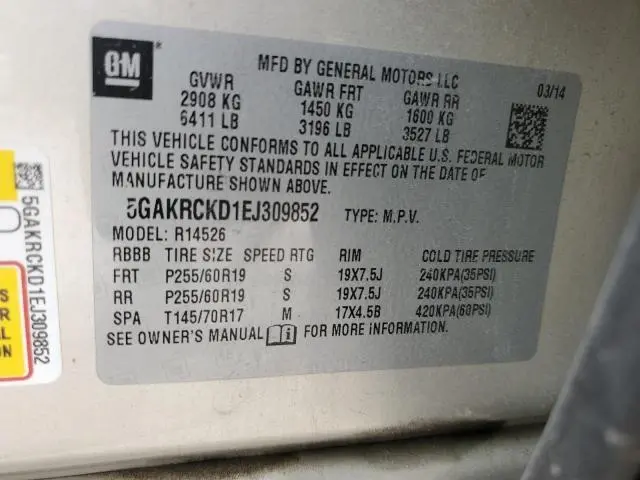 GM
MFD BY GENERAL MOTORS LLC
03/14
GVWR GAWR FRT GAWR RR
2908 KG 1450 KG 1600 KG
6411 LB 3196 LB 3527 LB
THIS VEHICLE CONFORMS TO ALL APPLICABLE U.S. FEDERAL MOTOR
VEHICLE SAFETY STANDARDS IN EFFECT ON THE DATE OF
MANUFACTURE SHOWN ABOVE.
5GAKRCKD1EJ309852 TYPE: M.P.V.
MODEL: R14526
RBBB TIRE SIZE SPEED RTG RIM COLD TIRE PRESSURE
FRT P255/60R19 S 19X7.5J 240KPA(35PSI)
RR P255/60R19 S 19X7.5J 240KPA(35PSI)
SPA T145/70R17 M 17X4.5B 420KPA(60PSI)
SEE OWNER'S MANUAL FOR MORE INFORMATION.
5GAKRCKD1EJ309852